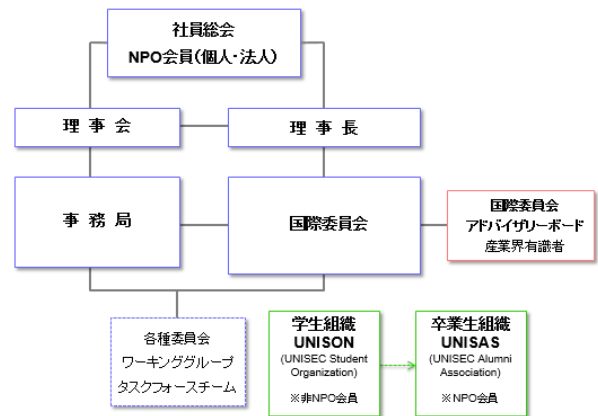 社員総会
NPO会員(個人・法人)
理事会
理事長
事務局
国際委員会
国際委員会
アドバイザリーボード
産業界有識者
各種委員会
ワーキンググループ
タスクフォースチーム
学生組織
UNISON
(UNISEC Student
Organization)
※非NPO会員
卒業生組織
UNISAS
(UNISEC Alumni
Association)
※NPO会員